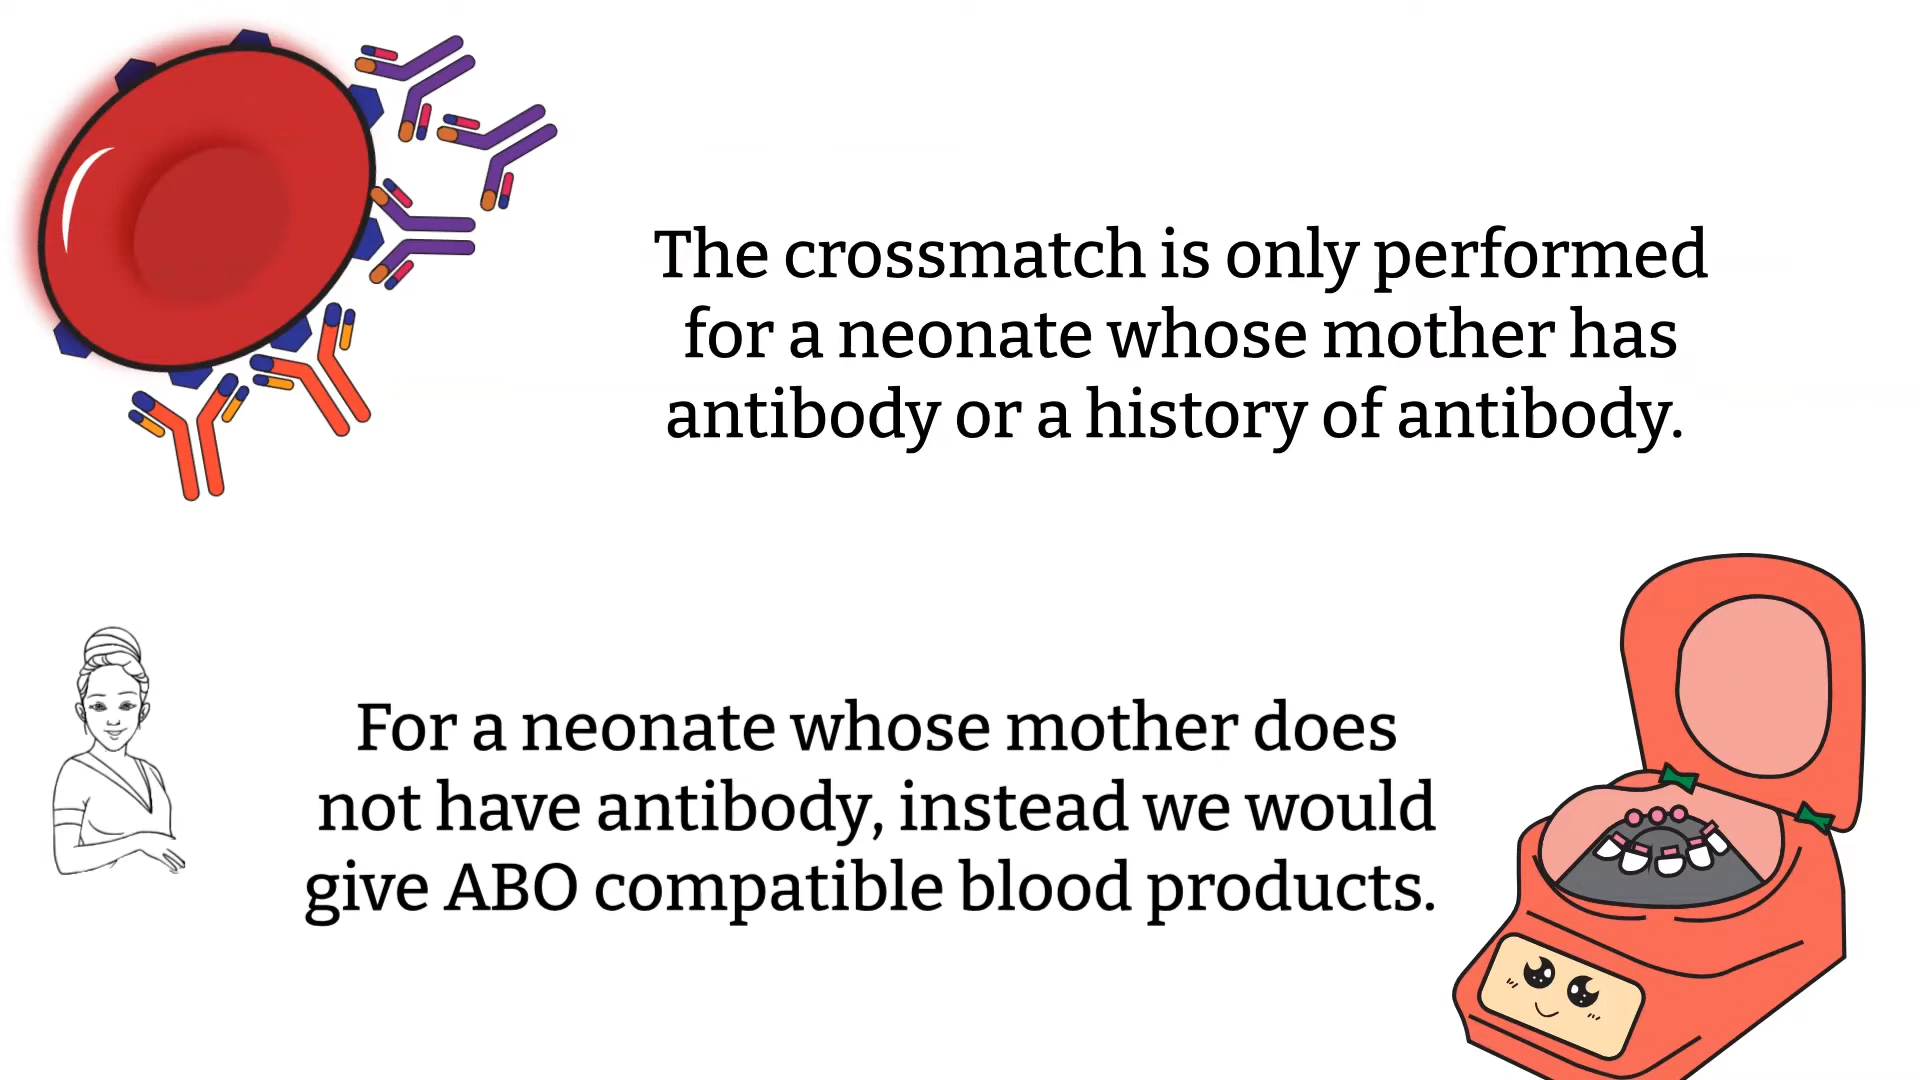 The crossmatch is only performed
for a neonate whose mother has
antibody or a history of antibody.
For a neonate whose mother does
not have antibody, instead we would
give ABO compatible blood products.